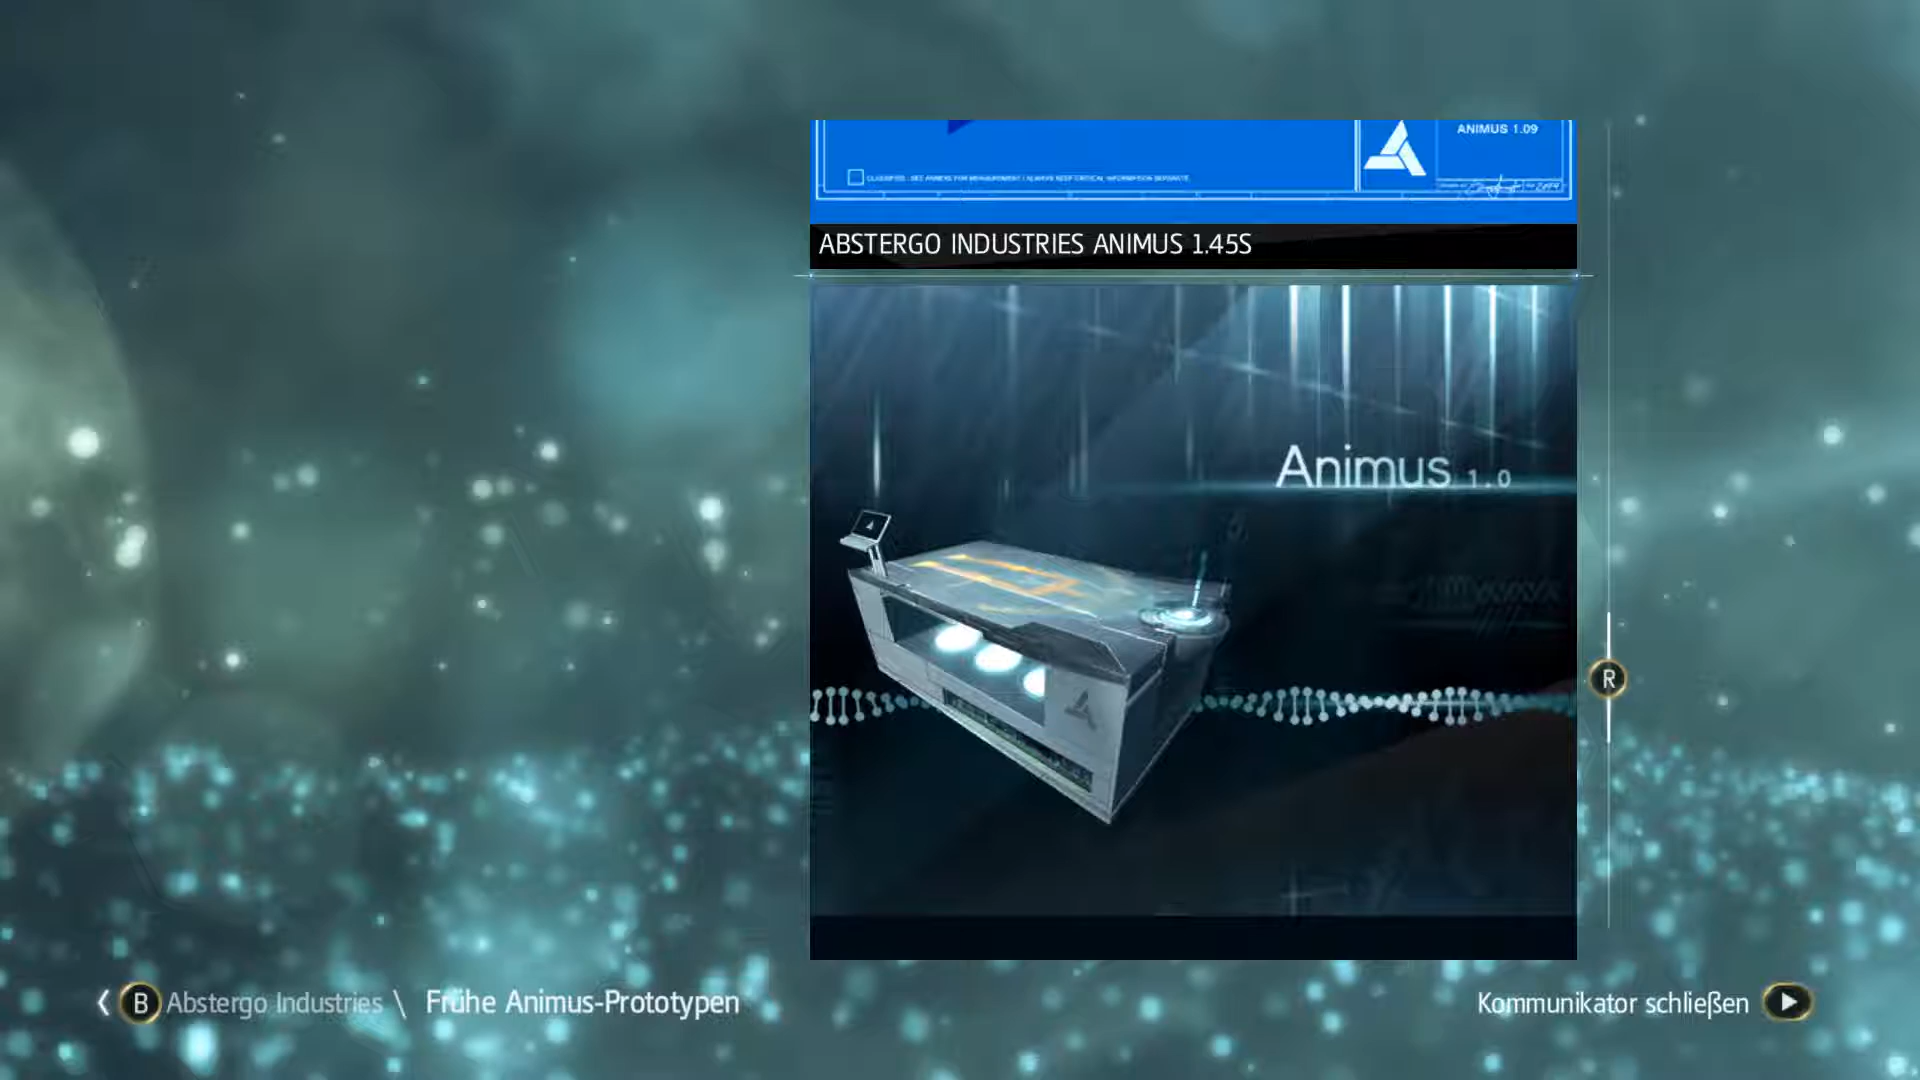 ANIMUS 1.09
ABSTERGO INDUSTRIES ANIMUS 1.45S
Animus 1.0
R
B Abstergo Industries \ Frühe Animus-Prototypen
Kommunikator schließen